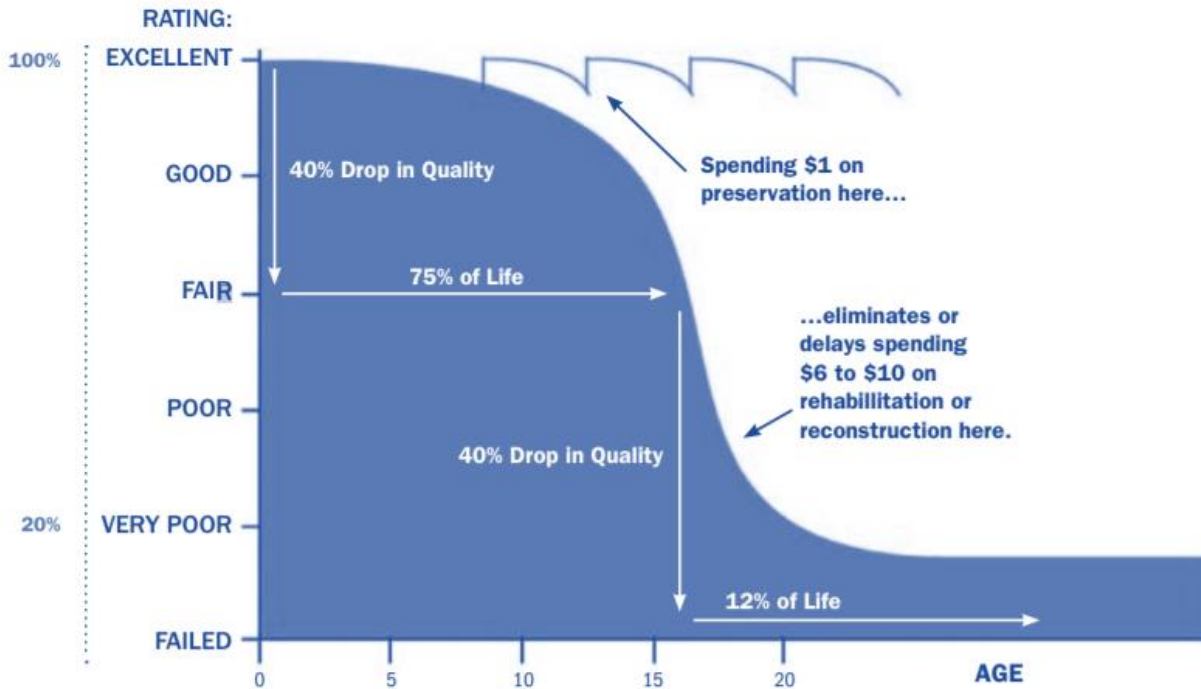 RATING:
100%
EXCELLENT
GOOD
40% Drop in Quality
Spending $1 on
preservation here...
FAIR
75% of Life
...eliminates or
delays spending
$6 to $10 on
rehabillitation or
reconstruction here.
POOR
40% Drop in Quality
20%
VERY POOR
12% of Life
FAILED
0
5
10
15
20
AGE